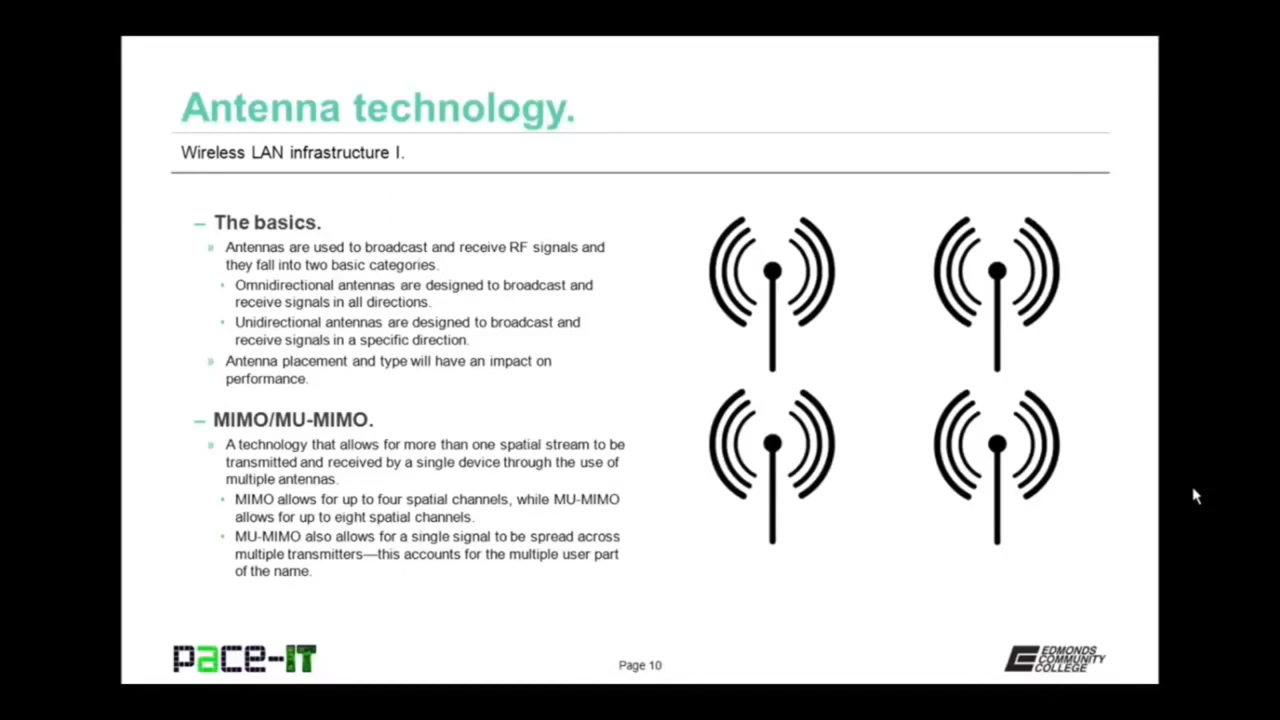 Antenna technology.
Wireless LAN infrastructure I.
– The basics.
» Antennas are used to broadcast and receive RF signals and
they fall into two basic categories.
• Omnidirectional antennas are designed to broadcast and
receive signals in all directions.
• Unidirectional antennas are designed to broadcast and
receive signals in a specific direction.
» Antenna placement and type will have an impact on
performance.
– MIMO/MU-MIMO.
» A technology that allows for more than one spatial stream to be
transmitted and received by a single device through the use of
multiple antennas.
• MIMO allows for up to four spatial channels, while MU-MIMO
allows for up to eight spatial channels.
• MU-MIMO also allows for a single signal to be spread across
multiple transmitters—this accounts for the multiple user part
of the name.
pace-IT
Page 10
EDMONDS
COMMUNITY
COLLEGE